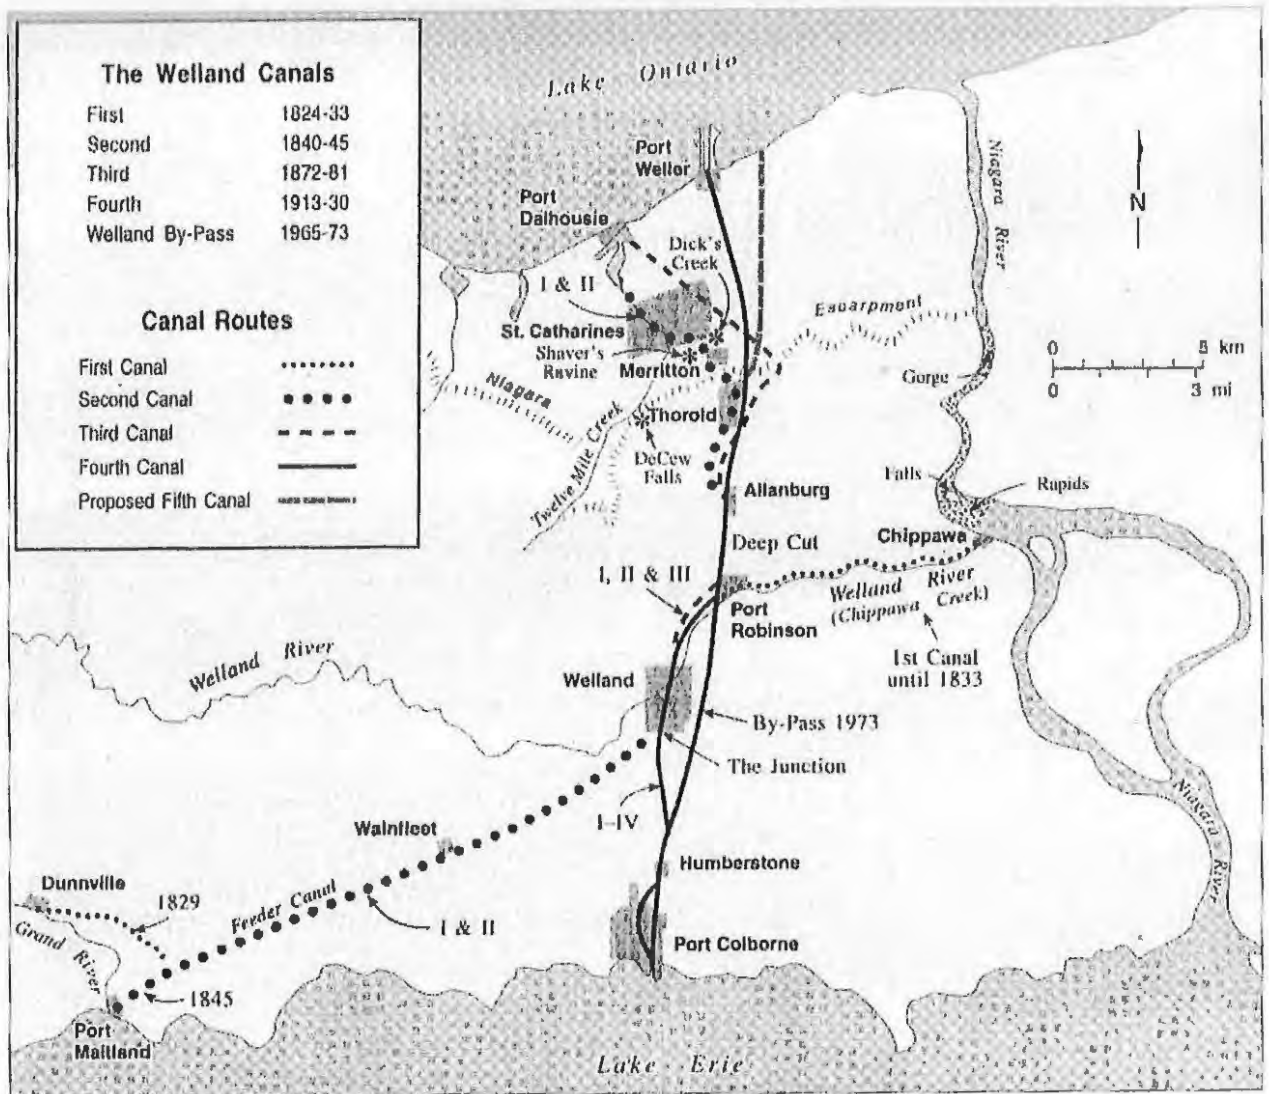 The Welland Canals
First 1824-33
Second 1840-45
Third 1872-81
Fourth 1913-30
Welland By-Pass 1965-73
Canal Routes
First Canal
Second Canal
Third Canal
Fourth Canal
Proposed Fifth Canal
Lake Ontario
Port
Weller
Port
Dalhousie
Dick's
Creek
I & II
St. Catharines
Shaver's
Ravine
Merritton
Niagara
Escarpment
Niagara River
N
0 5 km
0 3 mi
Gorge
Thorold
Twelve Mile Creek
DeCew
Falls
Falls
Rapids
Allanburg
Chippawa
Deep Cut
I, II & III
Welland River
(Chippawa Creek)
Port
Robinson
1st Canal
until 1833
Welland River
Welland
By-Pass 1973
The Junction
I-IV
Niagara River
Wainfleet
Humberstone
Dunnville
1829
Feeder Canal
I & II
Grand River
Port Colborne
1845
Port
Maitland
Lake Erie